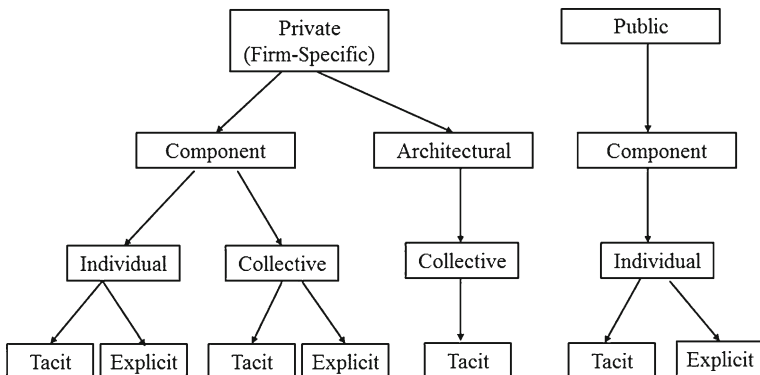 Private
(Firm-Specific)
Public
Component
Architectural
Component
Individual
Collective
Collective
Individual
Tacit
Explicit
Tacit
Explicit
Tacit
Tacit
Explicit